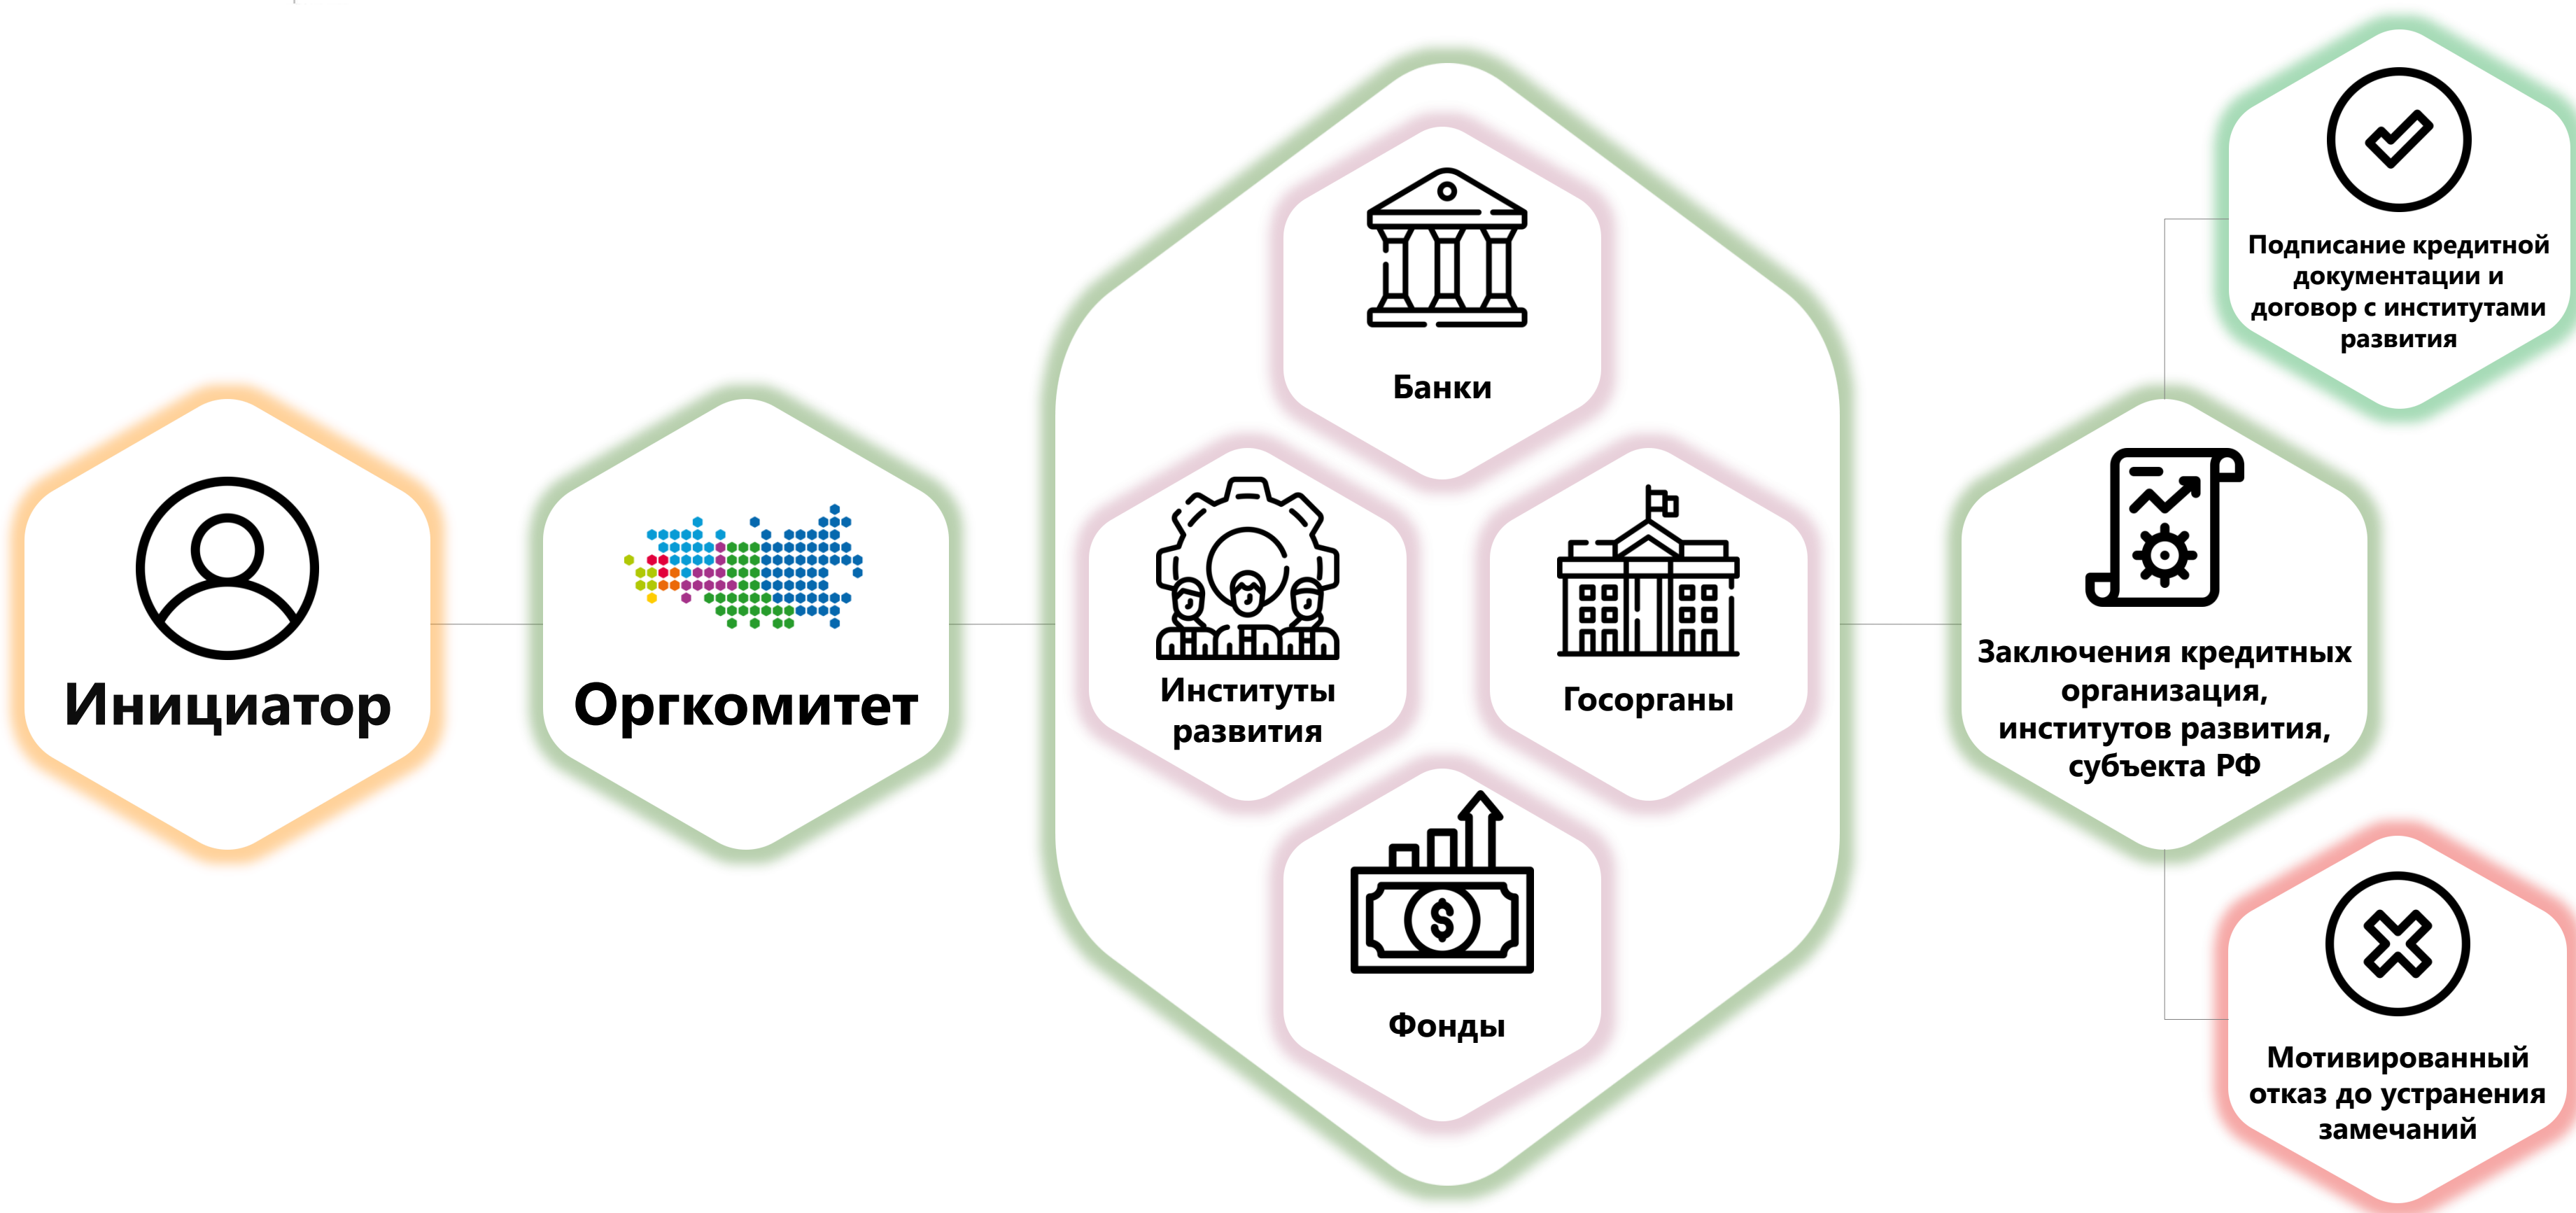 Инициатор
Оргкомитет
Банки
Институты
развития
Госорганы
Фонды
Заключения кредитных
организация,
институтов развития,
субъекта РФ
Подписание кредитной
документации и
договор с институтами
развития
Мотивированный
отказ до устранения
замечаний